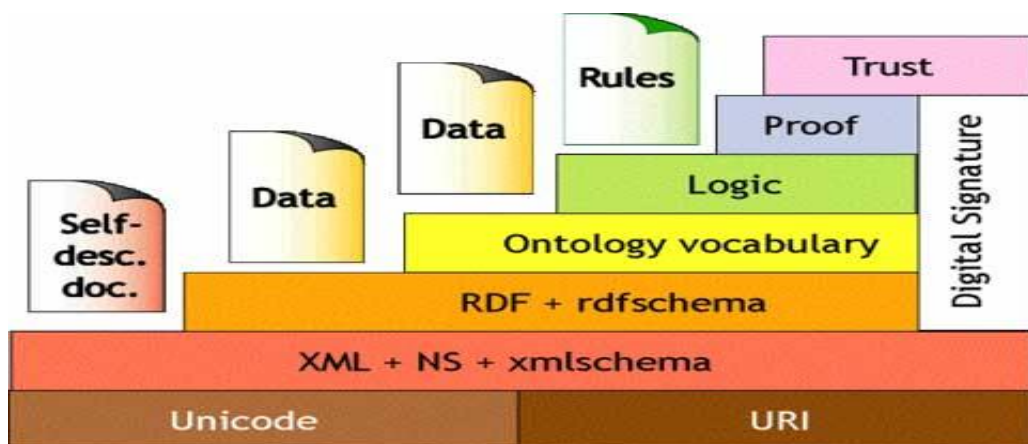 Rules
Trust
Data
Proof
Data
Logic
Self-
desc.
doc.
Ontology vocabulary
Digital Signature
RDF + rdfschema
XML + NS + xmlschema
Unicode
URI